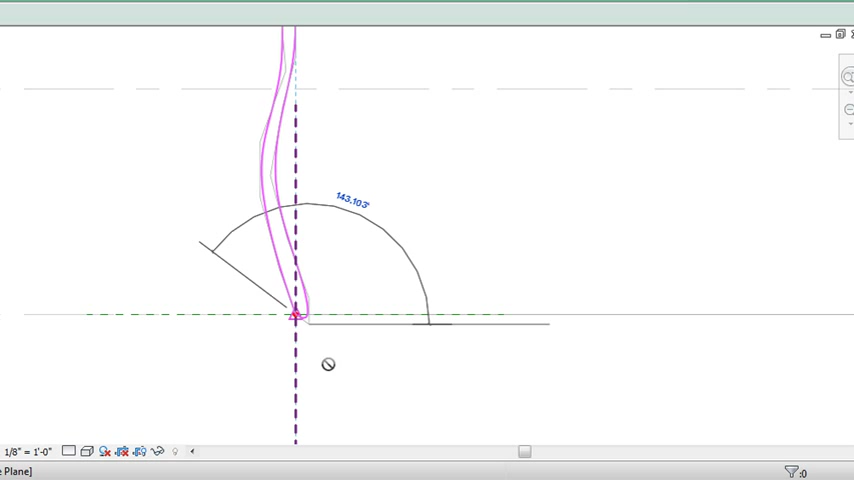 143.103°
1/8" = 1'-0"
e Plane]
:0